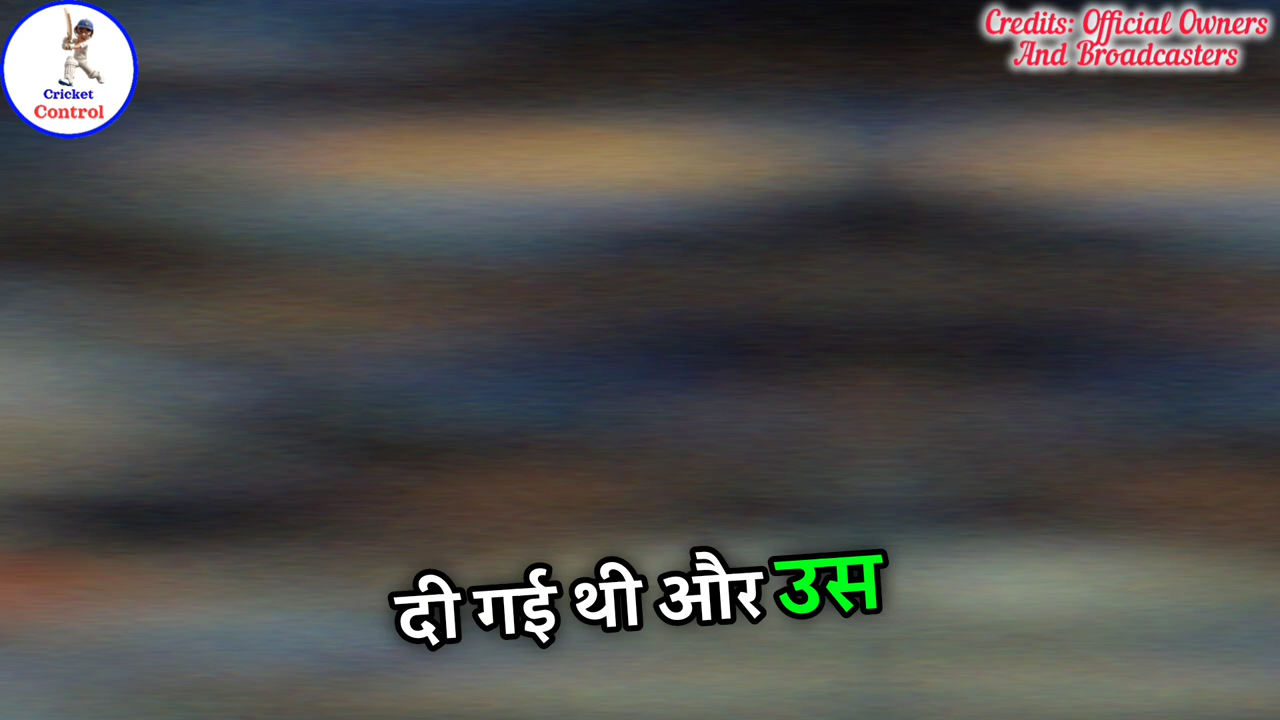 Cricket
Control
Credits: Official Owners
And Broadcasters
दी गई थी और उस